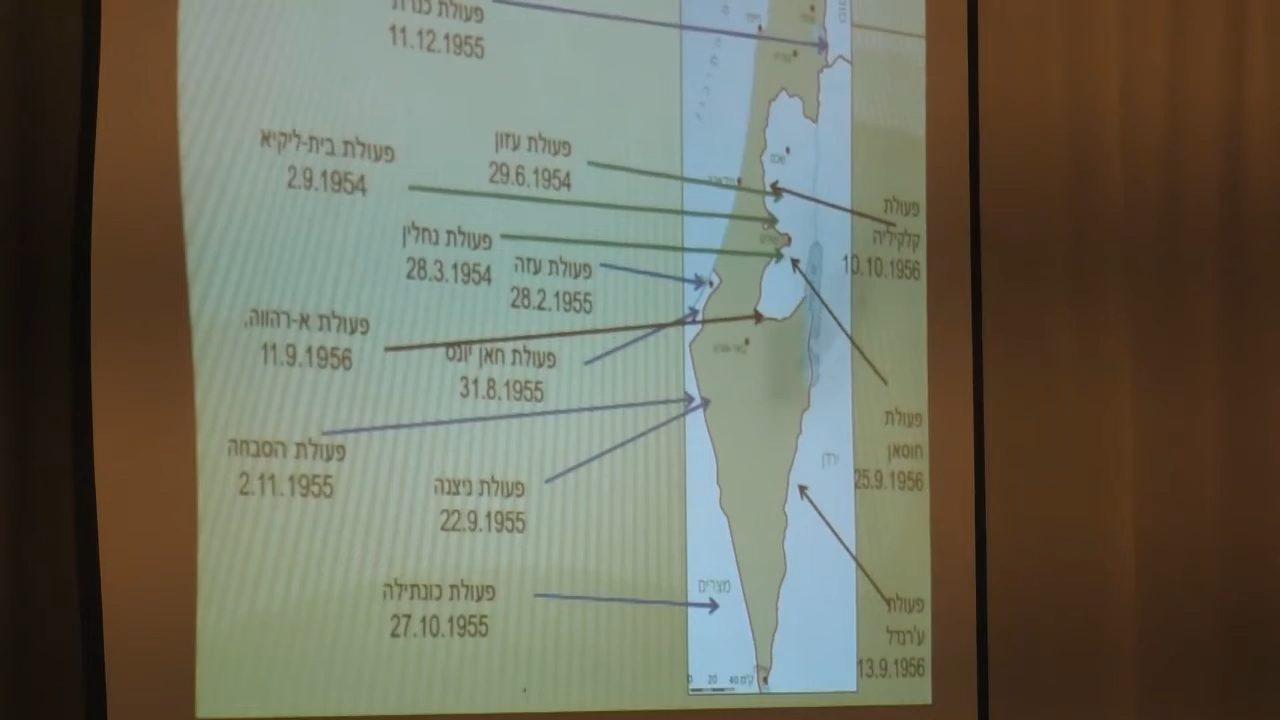 פעולת כנרת
11.12.1955
פעולת בית-ליקיא
2.9.1954
פעולת עזון
29.6.1954
פעולת נחלין
28.3.1954
פעולת עזה
28.2.1955
פעולת א-רהווה,
11.9.1956
פעולת חאן יונס
31.8.1955
פעולת הסבחה
2.11.1955
פעולת ניצנה
22.9.1955
פעולת כונתילה
27.10.1955
פעולת
קלקיליה
10.10.1956
פעולת
חוסאן
25.9.1956
פעולת
ע'רנדל
13.9.1956
ירדן
מצרים
0 20 40 ק"מ